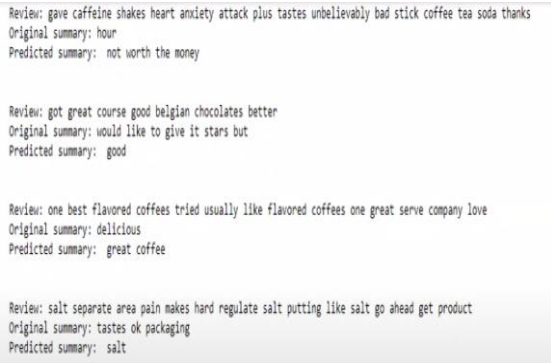 Review: gave caffeine shakes heart anxiety attack plus tastes unbelievably bad stick coffee tea soda thanks
Original summary: hour
Predicted summary: not worth the money
Review: got great course good belgian chocolates better
Original summary: would like to give it stars but
Predicted summary: good
Review: one best flavored coffees tried usually like flavored coffees one great serve company love
Original summary: delicious
Predicted summary: great coffee
Review: salt separate area pain makes hard regulate salt putting like salt go ahead get product
Original summary: tastes ok packaging
Predicted summary: salt